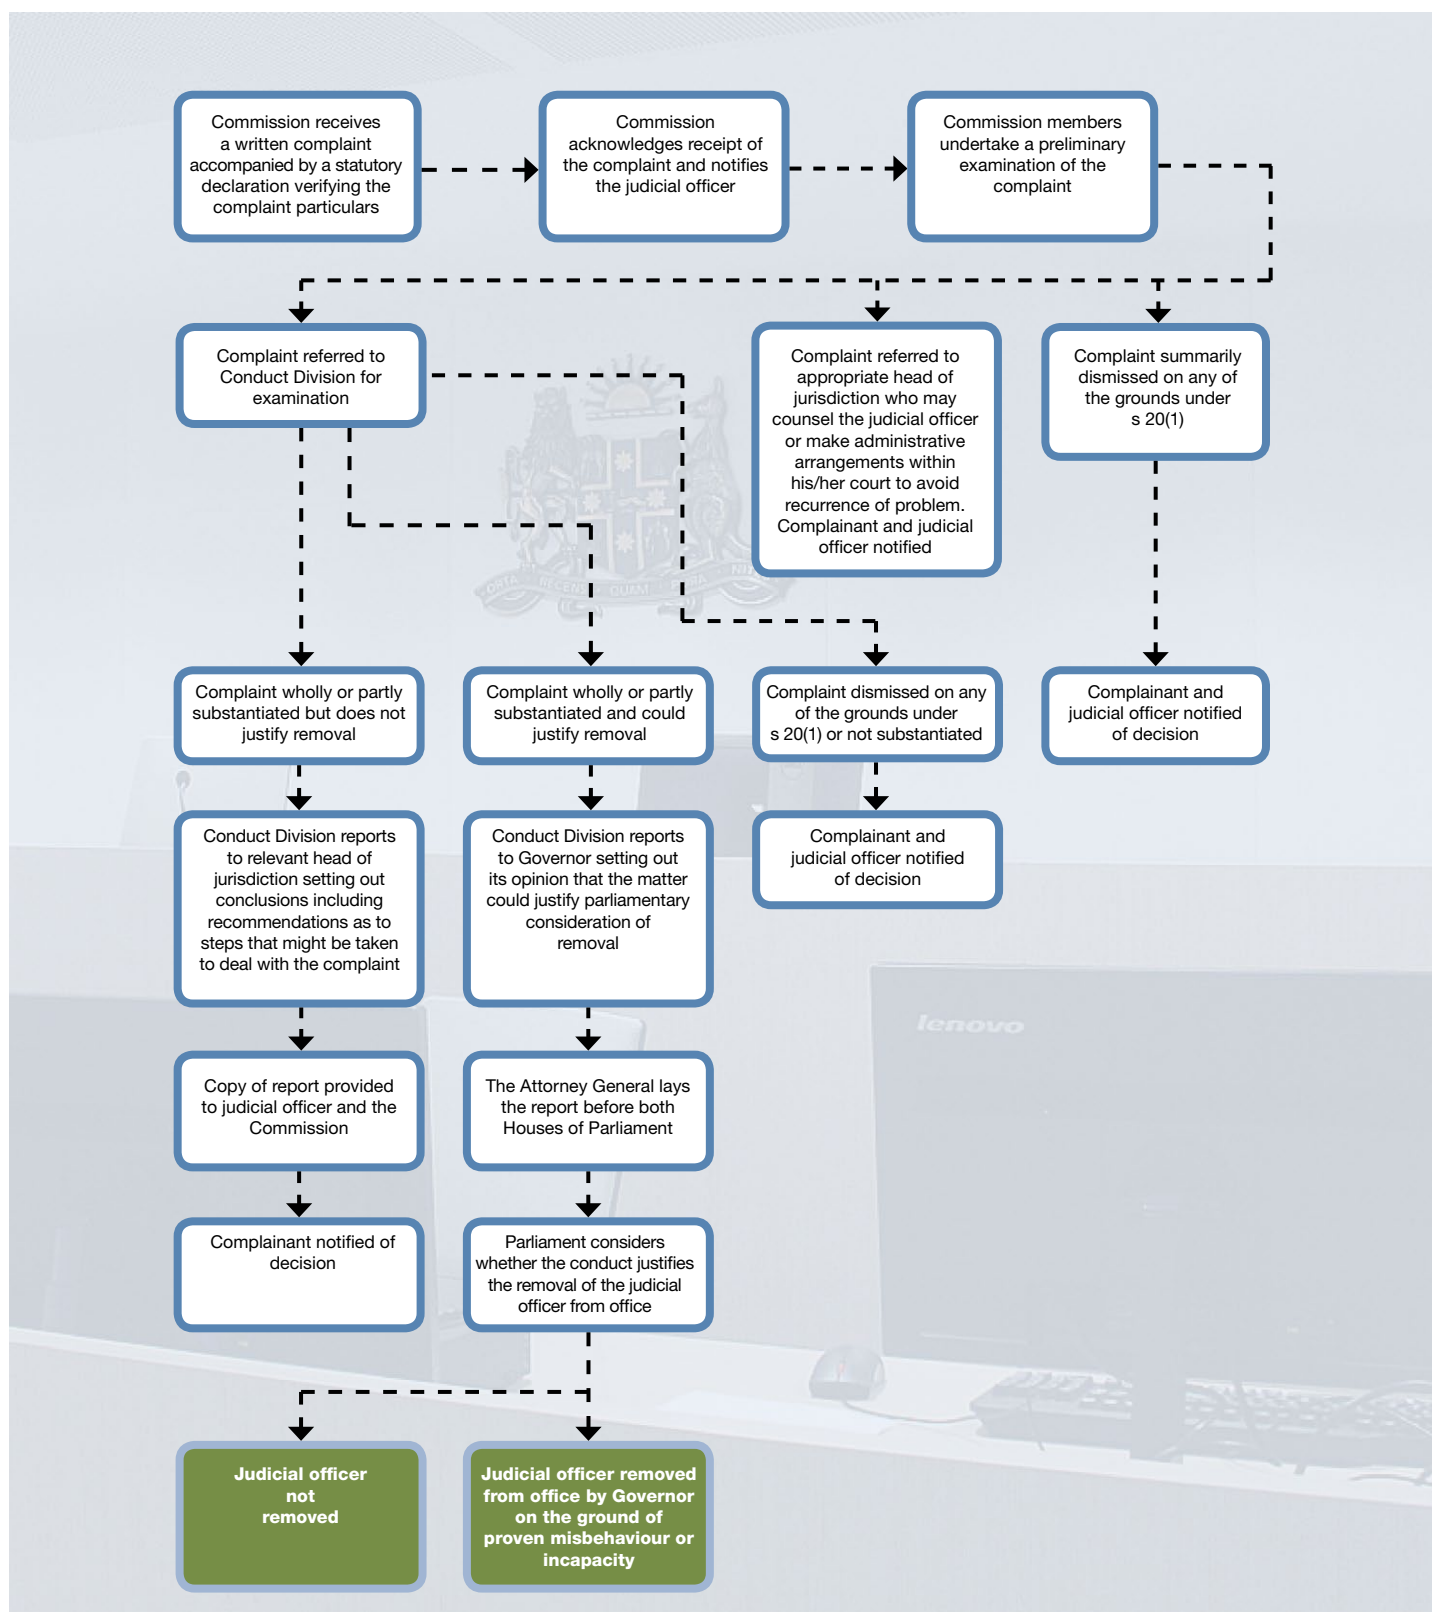 Commission receives
a written complaint
accompanied by a statutory
declaration verifying the
complaint particulars
Commission
acknowledges receipt of
the complaint and notifies
the judicial officer
Commission members
undertake a preliminary
examination of the
complaint
Complaint referred to
Conduct Division for
examination
Complaint referred to
appropriate head of
jurisdiction who may
counsel the judicial officer
or make administrative
arrangements within
his/her court to avoid
recurrence of problem.
Complainant and judicial
officer notified
Complaint summarily
dismissed on any of
the grounds under
s 20(1)
ORTA RECENS QUAM PURA
Complaint wholly or partly
substantiated but does not
justify removal
Complaint wholly or partly
substantiated and could
justify removal
Complaint dismissed on any
of the grounds under
s 20(1) or not substantiated
Complainant and
judicial officer notified
of decision
Conduct Division reports
to relevant head of
jurisdiction setting out
conclusions including
recommendations as to
steps that might be taken
to deal with the complaint
Conduct Division reports
to Governor setting out
its opinion that the matter
could justify parliamentary
consideration of
removal
Complainant and
judicial officer notified
of decision
lenovo
Copy of report provided
to judicial officer and the
Commission
The Attorney General lays
the report before both
Houses of Parliament
Complainant notified of
decision
Parliament considers
whether the conduct justifies
the removal of the judicial
officer from office
Judicial officer
not
removed
Judicial officer removed
from office by Governor
on the ground of
proven misbehaviour or
incapacity